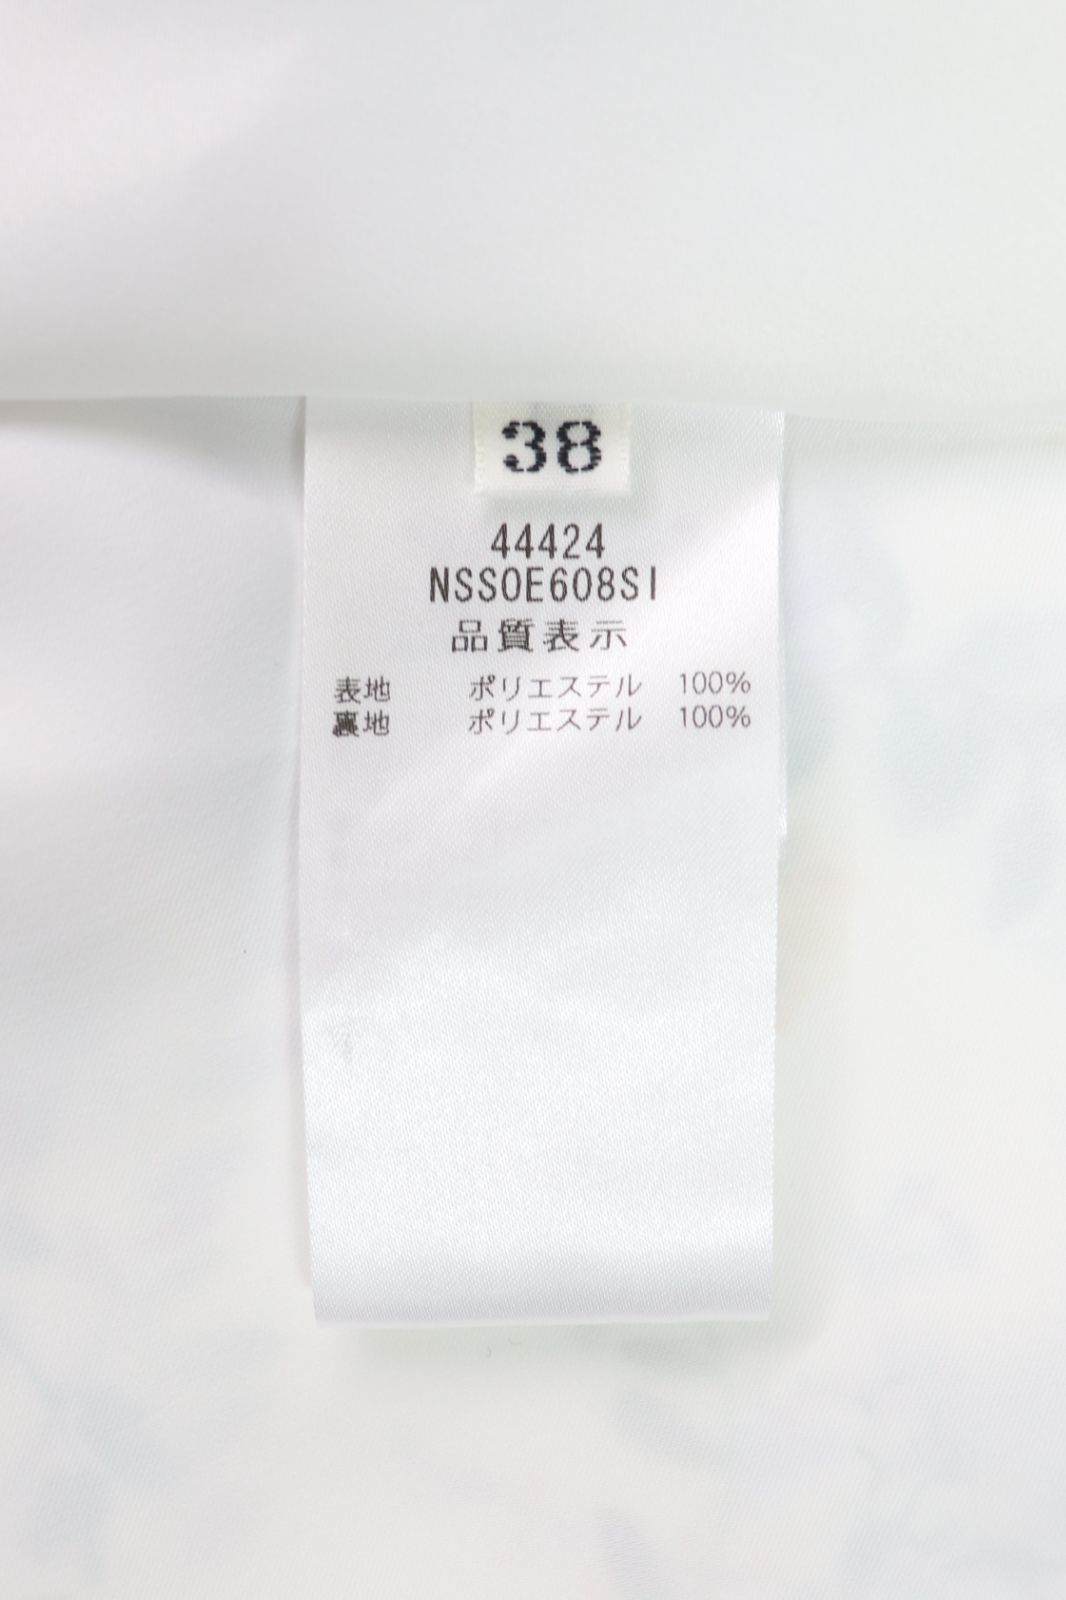 38
44424
NSSOE608SI
品質表示
表地 ポリエステル 100%
裏地 ポリエステル 100%